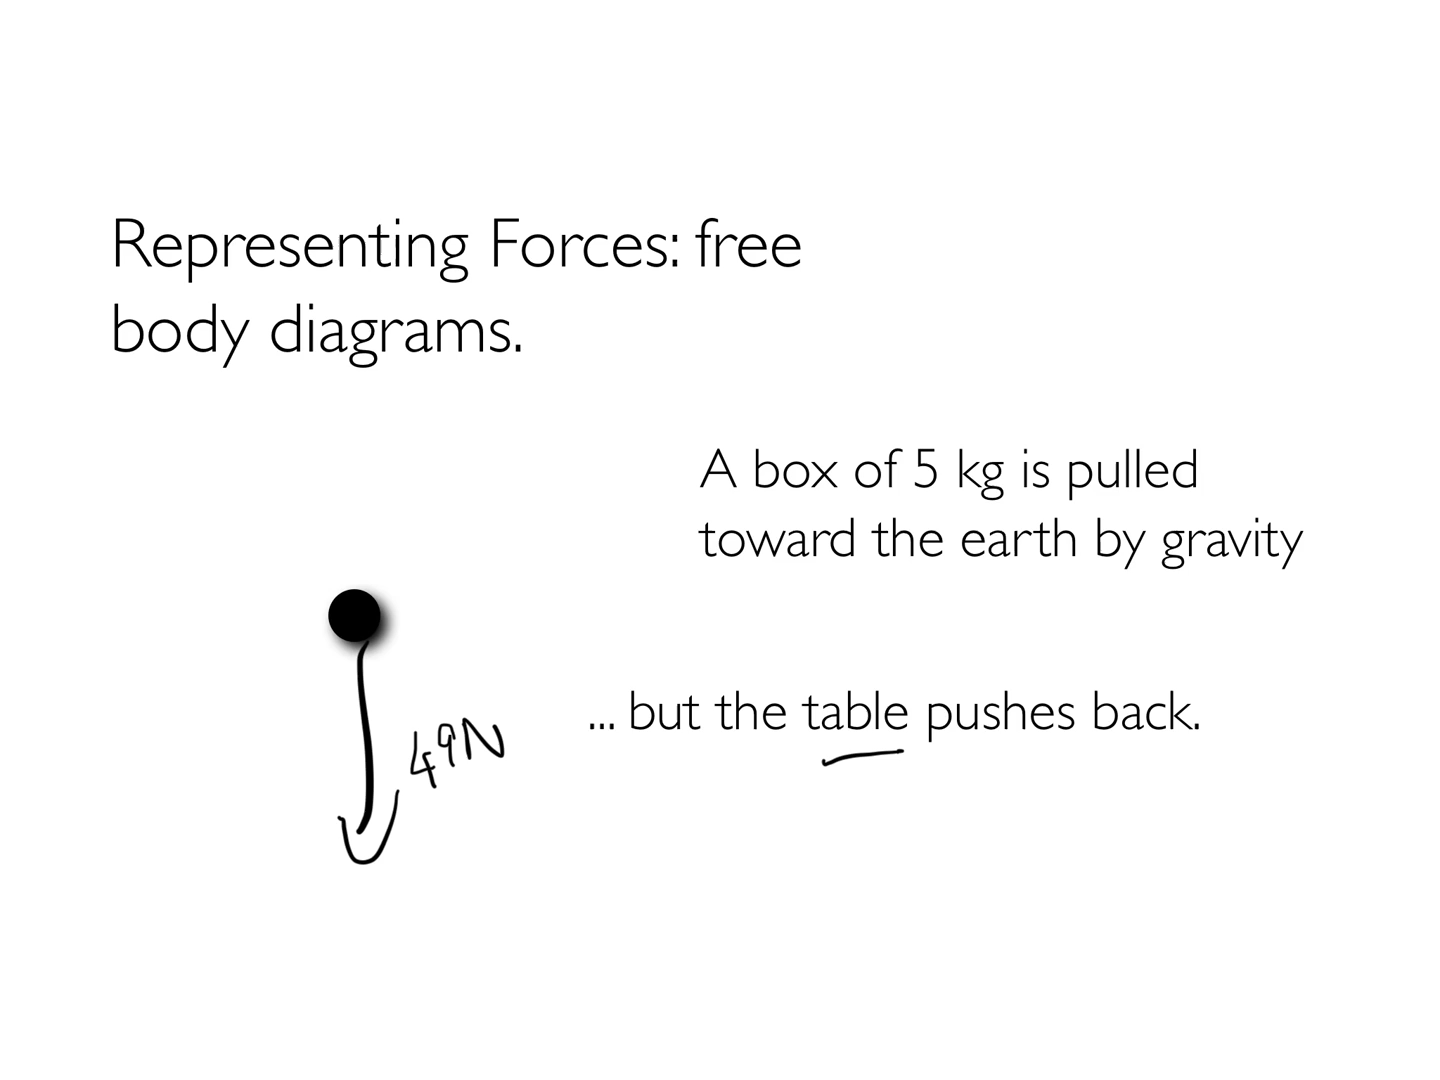 Representing Forces: free
body diagrams.
A box of 5 kg is pulled
toward the earth by gravity
... but the table pushes back.
49N